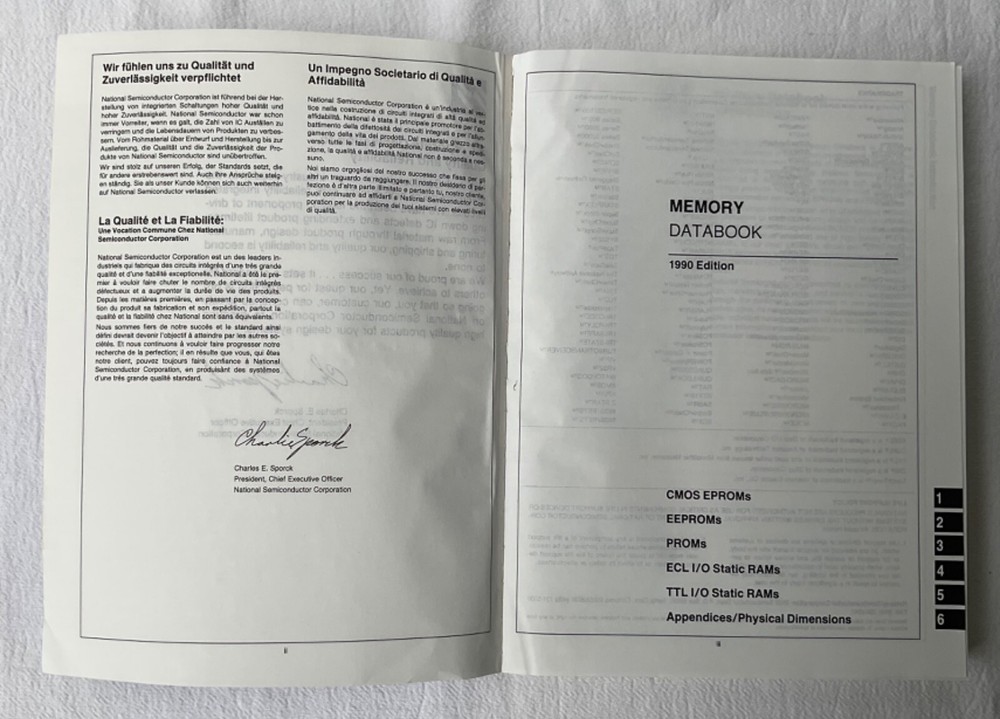 Wir fühlen uns zu Qualität und
Zuverlässigkeit verpflichtet
National Semiconductor Corporation ist führend bei der Her-
stellung von integrierten Schaltungen hoher Qualität und
hoher Zuverlässigkeit. National Semiconductor war schon
immer Vorreiter, wenn es galt, die Zahl von IC Ausfällen zu
verringern und die Lebensdauern von Produkten zu verbes-
sern. Vom Rohmaterial über Entwurf und Herstellung bis zur
Auslieferung, die Qualität und die Zuverlässigkeit der Pro-
dukte von National Semiconductor sind unübertroffen.
Wir sind stolz auf unseren Erfolg, der Standards setzt, die
für andere erstrebenswert sind. Auch ihre Ansprüche steig-
en ständig. Sie als unser Kunde können sich auch weiterhin
auf National Semiconductor verlassen.
La Qualité et La Fiabilité:
Une Vocation Commune Chez National
Semiconductor Corporation
National Semiconductor Corporation est un des leaders in-
dustriels qui fabrique des circuits intégrés d'une très grande
qualité et d'une fiabilité exceptionelle. National a été le pre-
mier à vouloir faire chuter le nombre de circuits intégrés
défectueux et a augmenter la durée de vie des produits.
Depuis les matières premières, en passant par la concep-
tion du produit sa fabrication et son expédition, partout la
qualité et la fiabilité chez National sont sans équivalents.
Nous sommes fiers de notre succès et le standard ainsi
défini devrait devenir l'objectif à atteindre par les autres so-
ciétés. Et nous continuons à vouloir faire progresser notre
recherche de la perfection; il en résulte que vous, qui êtes
notre client, pouvez toujours faire confiance à National
Semiconductor Corporation, en produisant des systèmes
d'une très grande qualité standard.
Un Impegno Societario di Qualità e
Affidabilità
National Semiconductor Corporation è un'industria al ver-
tice nella costruzione di circuiti integrati di altà qualità ed
affidabilità. National è stata il principale promotore per l'ab-
battimento della difettosità dei circuiti integrati e per l'allun-
gamento della vita dei prodotti. Dal materiale grezzo attra-
verso tutte le fasi di progettazione, costruzione e spedi-
zione, la qualità e affidabilità National non è seconda a nes-
suno.
Noi siamo orgogliosi del nostro successo che fissa per gli
altri un traguardo da raggiungere. Il nostro desiderio di per-
fezione è d'altra parte illimitato e pertanto tu, nostro cliente,
puoi continuare ad affidarti a National Semiconductor Cor-
poration per la produzione dei tuoi sistemi con elevati livelli
di qualità.
Charlie Sporck
Charles E. Sporck
President, Chief Executive Officer
National Semiconductor Corporation
ii
MEMORY
DATABOOK
1990 Edition
CMOS EPROMs 1
EEPROMs 2
PROMs 3
ECL I/O Static RAMs 4
TTL I/O Static RAMs 5
Appendices/Physical Dimensions 6
iii